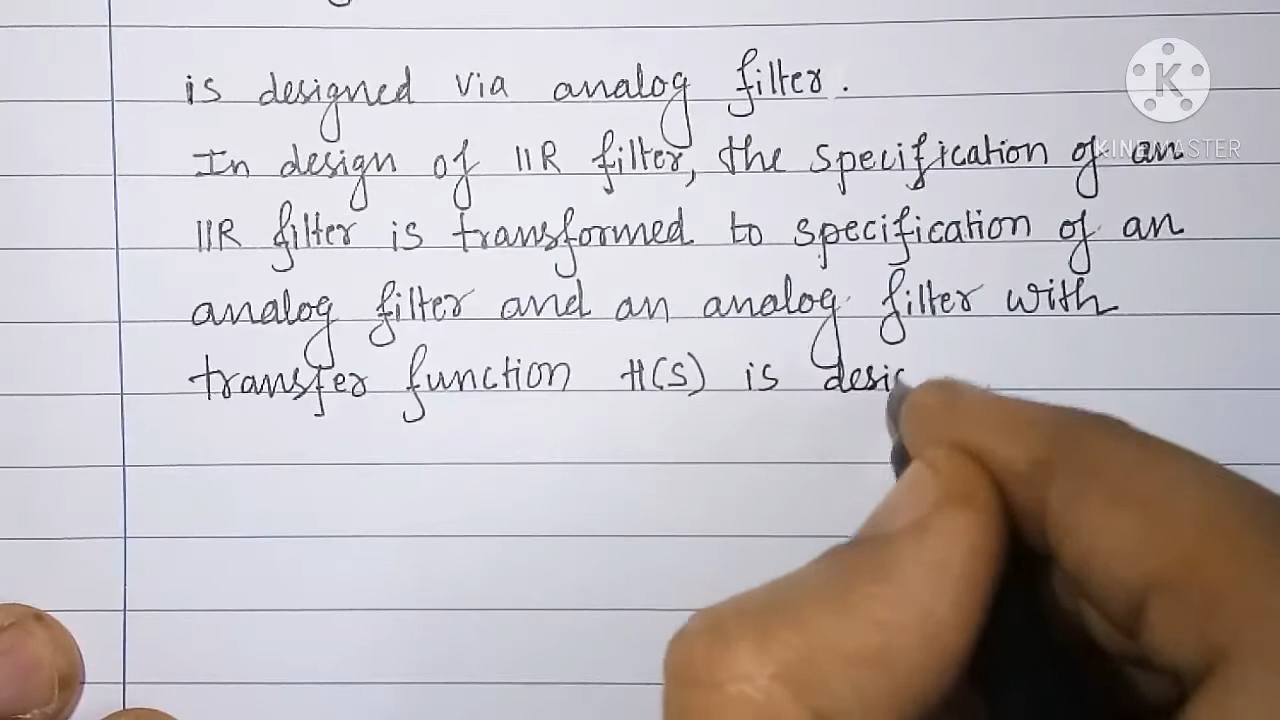 is designed via analog filter.
In design of IIR filter, the specification of an
IIR filter is transformed to specification of an
analog filter and an analog filter with
transfer function H(S) is desi
K
KINEMASTER